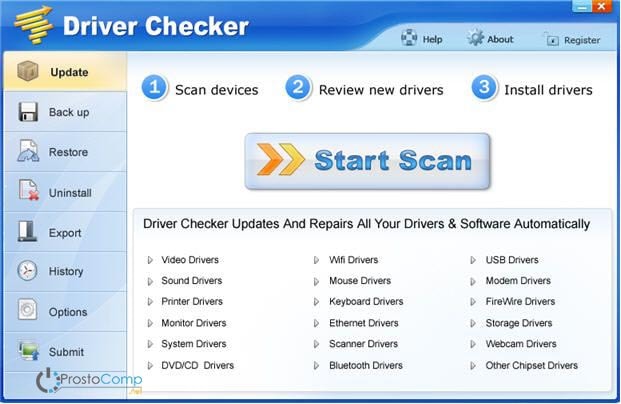 Driver Checker
Help
About
Register
Update
Back up
Restore
Uninstall
Export
History
Options
Submit
1 Scan devices
2 Review new drivers
3 Install drivers
Start Scan
Driver Checker Updates And Repairs All Your Drivers & Software Automatically
Video Drivers
Sound Drivers
Printer Drivers
Monitor Drivers
System Drivers
DVD/CD Drivers
Wifi Drivers
Mouse Drivers
Keyboard Drivers
Ethernet Drivers
Scanner Drivers
Bluetooth Drivers
USB Drivers
Modem Drivers
FireWire Drivers
Storage Drivers
Webcam Drivers
Other Chipset Drivers
ProstoComp